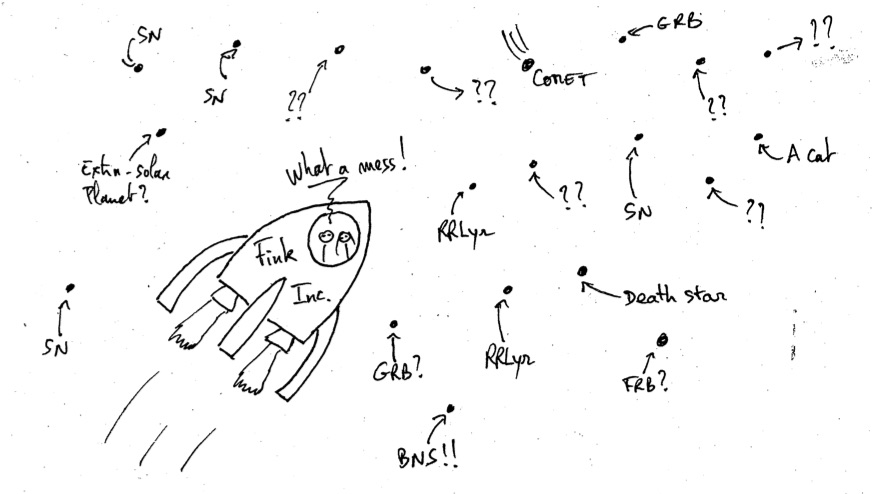 SN
SN
??
??
COMET
GRB
??
??
Extra-solar
Planet?
What a mess!
RRLyr
??
SN
??
A cat
Fink
Inc.
SN
GRB?
RRLyr
Death star
FRB?
BNS!!